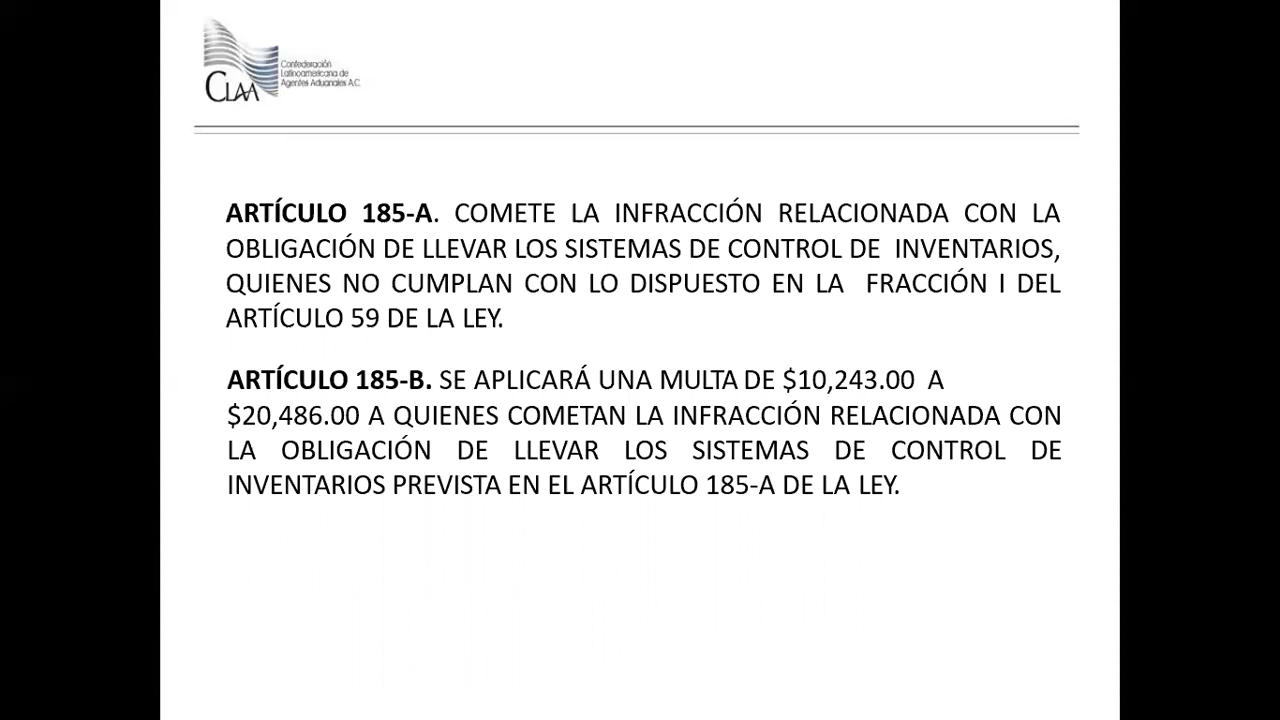 CLAA
Confederación
Latinoamericana de
Agentes Aduanales A.C.
ARTÍCULO 185-A. COMETE LA INFRACCIÓN RELACIONADA CON LA
OBLIGACIÓN DE LLEVAR LOS SISTEMAS DE CONTROL DE INVENTARIOS,
QUIENES NO CUMPLAN CON LO DISPUESTO EN LA FRACCIÓN I DEL
ARTÍCULO 59 DE LA LEY.
ARTÍCULO 185-B. SE APLICARÁ UNA MULTA DE $10,243.00 A
$20,486.00 A QUIENES COMETAN LA INFRACCIÓN RELACIONADA CON
LA OBLIGACIÓN DE LLEVAR LOS SISTEMAS DE CONTROL DE
INVENTARIOS PREVISTA EN EL ARTÍCULO 185-A DE LA LEY.